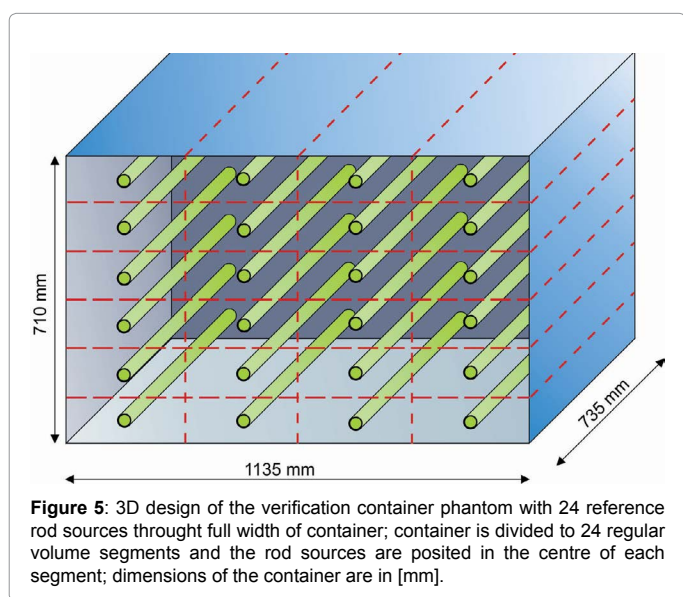 710 mm
735 mm
1135 mm
Figure 5: 3D design of the verification container phantom with 24 reference
rod sources throught full width of container; container is divided to 24 regular
volume segments and the rod sources are posited in the centre of each
segment; dimensions of the container are in [mm].